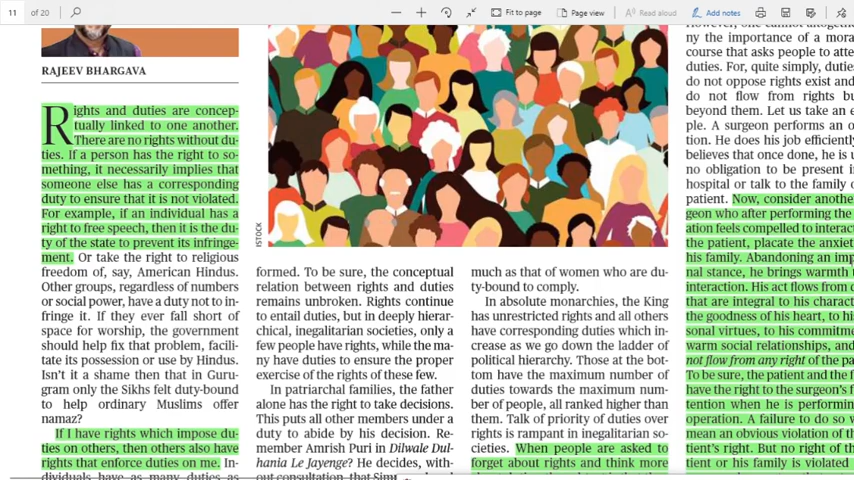 11 of 20
Fit to page
Page view
Read aloud
Add notes
RAJEEV BHARGAVA
Rights and duties are concep-
tually linked to one another.
There are no rights without du-
ties. If a person has the right to so-
mething, it necessarily implies that
someone else has a corresponding
duty to ensure that it is not violated.
For example, if an individual has a
right to free speech, then it is the du-
ty of the state to prevent its infringe-
ment. Or take the right to religious
freedom of, say, American Hindus.
Other groups, regardless of numbers
or social power, have a duty not to in-
fringe it. If they ever fall short of
space for worship, the government
should help fix that problem, facili-
tate its possession or use by Hindus.
Isn't it a shame then that in Guru-
gram only the Sikhs felt duty-bound
to help ordinary Muslims offer
namaz?
If I have rights which impose du-
ties on others, then others also have
rights that enforce duties on me. In-
dividuals have as many duties as
ISTOCK
formed. To be sure, the conceptual
relation between rights and duties
remains unbroken. Rights continue
to entail duties, but in deeply hierar-
chical, inegalitarian societies, only a
few people have rights, while the ma-
ny have duties to ensure the proper
exercise of the rights of these few.
In patriarchal families, the father
alone has the right to take decisions.
This puts all other members under a
duty to abide by his decision. Re-
member Amrish Puri in Dilwale Dul-
hania Le Jayenge? He decides, with-
out consultation, that Simr
much as that of women who are du-
ty-bound to comply.
In absolute monarchies, the King
has unrestricted rights and all others
have corresponding duties which in-
crease as we go down the ladder of
political hierarchy. Those at the bot-
tom have the maximum number of
duties towards the maximum num-
ber of people, all ranked higher than
them. Talk of priority of duties over
rights is rampant in inegalitarian so-
cieties. When people are asked to
forget about rights and think more
ny the importance of a mora
course that asks people to atte
duties. For, quite simply, dutie
do not oppose rights exist and
do not flow from rights bu
beyond them. Let us take an e
ple. A surgeon performs an o
tion. He does his job efficiently
believes that once done, he is u
no obligation to be present i
hospital or talk to the family o
patient. Now, consider anothe
geon who after performing the
ation feels compelled to interac
the patient, placate the anxiet
his family. Abandoning an imp
nal stance, he brings warmth
interaction. His act flows from c
that are integral to his charact
the goodness of his heart, to his
sonal virtues, to his commitme
warm social relationships, and
not flow from any right of the pa
To be sure, the patient and the f
have the right to the surgeon's f
tention when he is performing
operation. A failure to do so w
mean an obvious violation of th
tient's right. But no right of th
tient or his family is violated